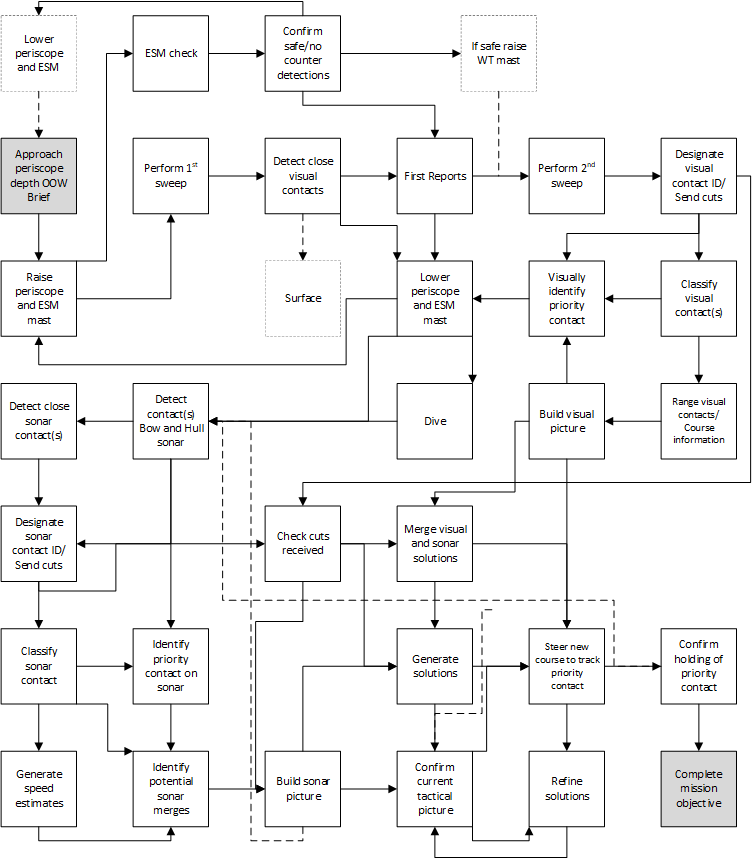 Lower
periscope
and ESM
ESM check
Confirm
safe/no
counter
detections
If safe raise
WT mast
Approach
periscope
depth OOW
Brief
Perform 1st
sweep
Detect close
visual
contacts
First Reports
Perform 2nd
sweep
Designate
visual
contact ID/
Send cuts
Raise
periscope
and ESM
mast
Surface
Lower
periscope
and ESM
mast
Visually
identify
priority
contact
Classify
visual
contact(s)
Detect close
sonar
contact(s)
Detect
contact(s)
Bow and Hull
sonar
Dive
Build visual
picture
Range visual
contacts/
Course
information
Designate
sonar
contact ID/
Send cuts
Check cuts
received
Merge visual
and sonar
solutions
Classify
sonar
contact
Identify
priority
contact on
sonar
Generate
solutions
Steer new
course to track
priority
contact
Confirm
holding of
priority
contact
Generate
speed
estimates
Identify
potential
sonar
merges
Build sonar
picture
Confirm
current
tactical
picture
Refine
solutions
Complete
mission
objective